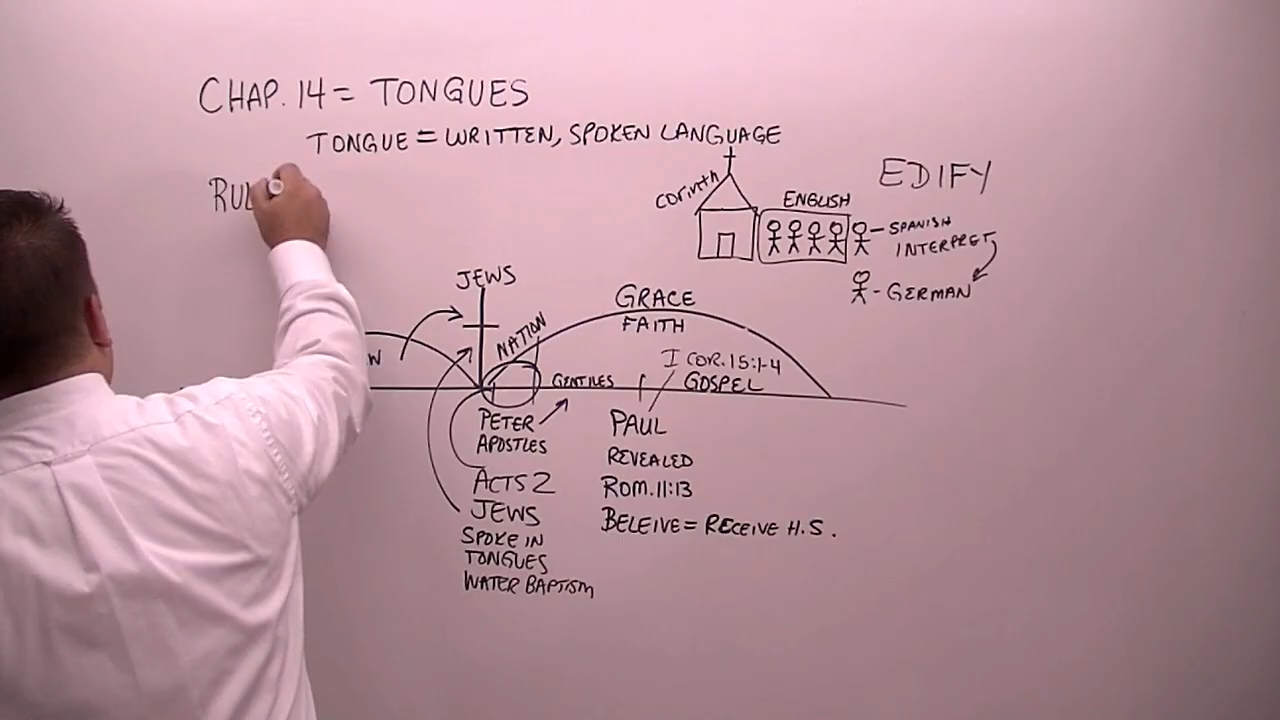 CHAP. 14 = TONGUES
TONGUE = WRITTEN, SPOKEN LANGUAGE
RUL
Corinth
ENGLISH
EDIFY
- SPANISH
INTERPRET
- GERMAN
JEWS
NATION
GRACE
FAITH
W
GENTILES
I COR. 15:1-4
GOSPEL
PETER
APOSTLES
ACTS 2
JEWS
SPOKE IN
TONGUES
WATER BAPTISM
PAUL
REVEALED
ROM. 11:13
BELEIVE = RECEIVE H.S.